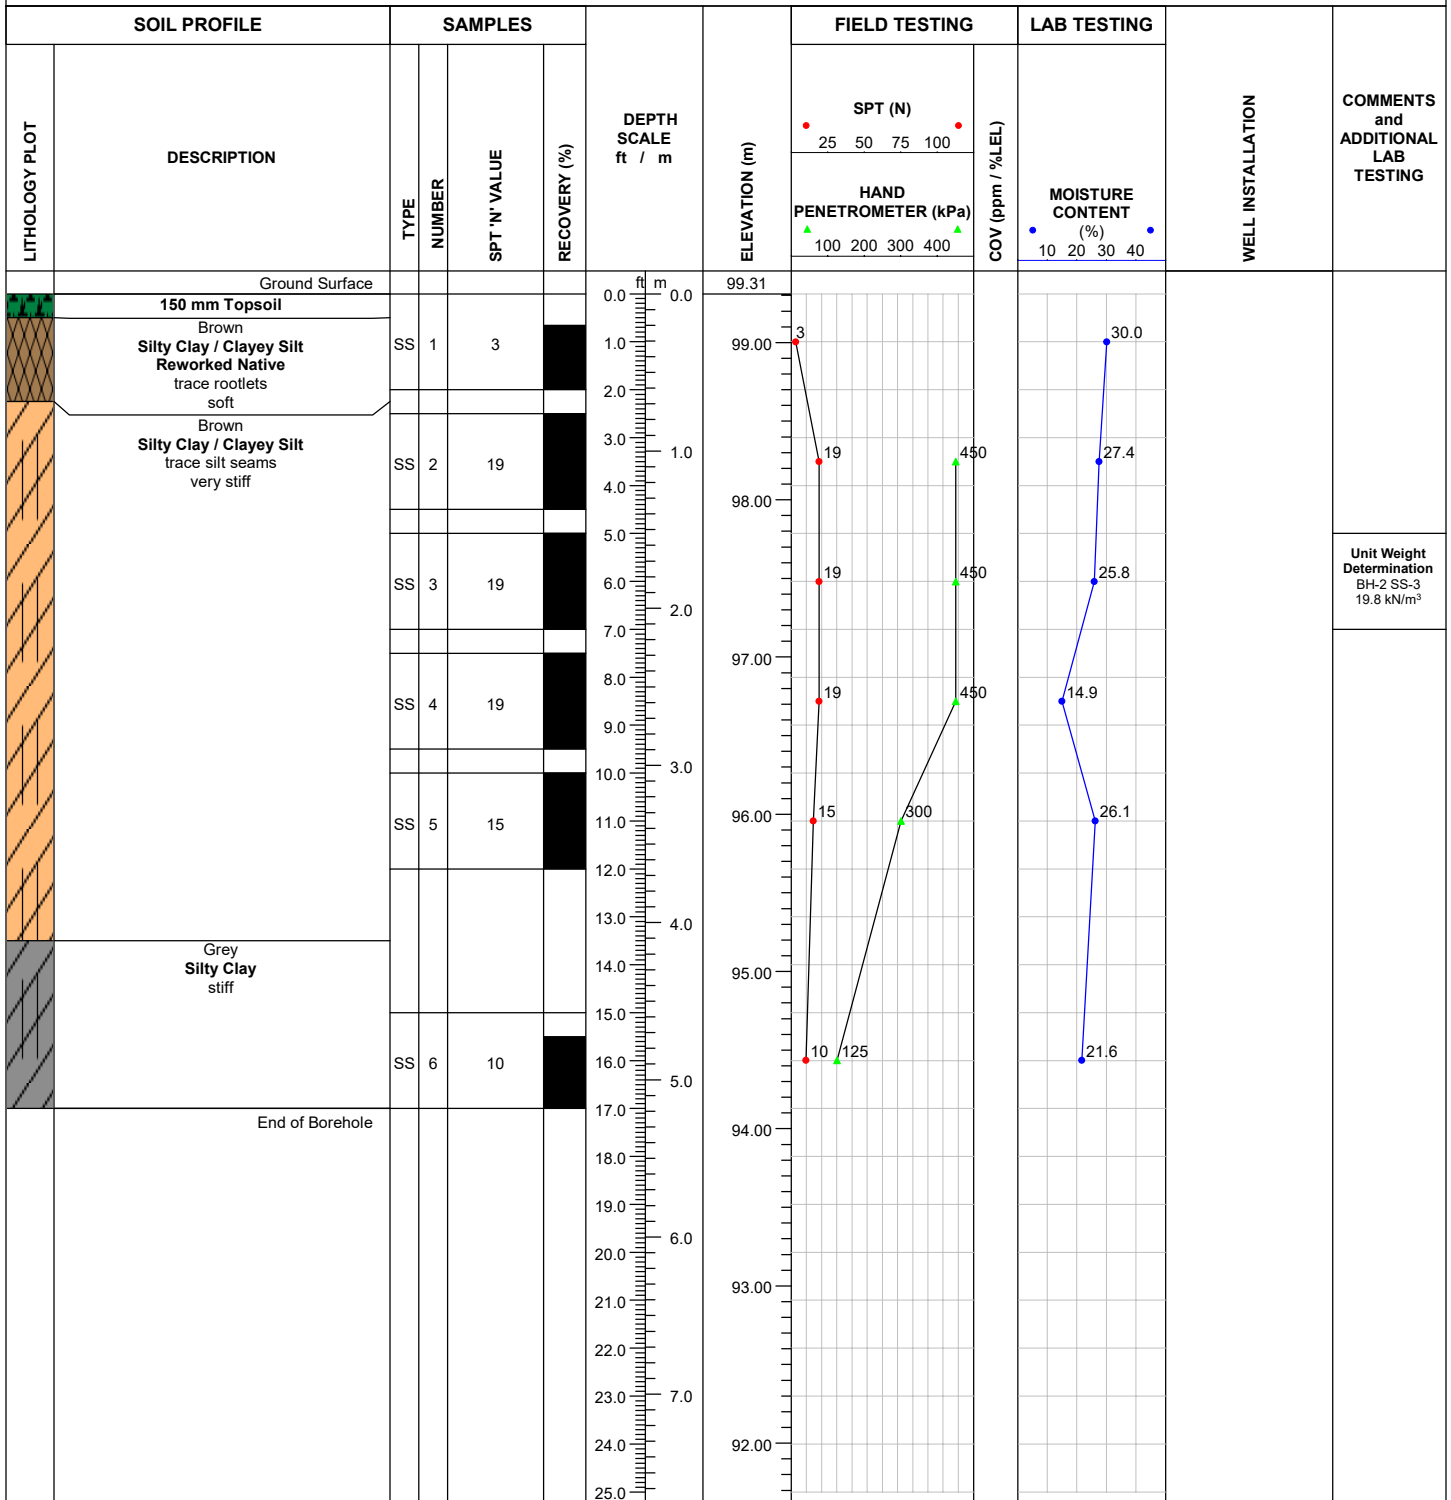 SOIL PROFILE
SAMPLES
FIELD TESTING
LAB TESTING
LITHOLOGY PLOT
DESCRIPTION
TYPE
NUMBER
SPT 'N' VALUE
RECOVERY (%)
DEPTH
SCALE
ft / m
ELEVATION (m)
SPT (N)
25 50 75 100
HAND
PENETROMETER (kPa)
100 200 300 400
COV (ppm / %LEL)
MOISTURE
CONTENT
(%)
10 20 30 40
WELL INSTALLATION
COMMENTS
and
ADDITIONAL
LAB
TESTING
Ground Surface
ft m
99.31
150 mm Topsoil
Brown
Silty Clay / Clayey Silt
Reworked Native
trace rootlets
soft
Brown
Silty Clay / Clayey Silt
trace silt seams
very stiff
Grey
Silty Clay
stiff
End of Borehole
SS 1 3
SS 2 19
SS 3 19
SS 4 19
SS 5 15
SS 6 10
0.0
1.0
2.0
3.0
4.0
5.0
6.0
7.0
8.0
9.0
10.0
11.0
12.0
13.0
14.0
15.0
16.0
17.0
18.0
19.0
20.0
21.0
22.0
23.0
24.0
25.0
0.0
1.0
2.0
3.0
4.0
5.0
6.0
7.0
99.00
98.00
97.00
96.00
95.00
94.00
93.00
92.00
3
19
19
19
15
10
450
450
450
300
125
30.0
27.4
25.8
14.9
26.1
21.6
Unit Weight
Determination
BH-2 SS-3
19.8 kN/m³